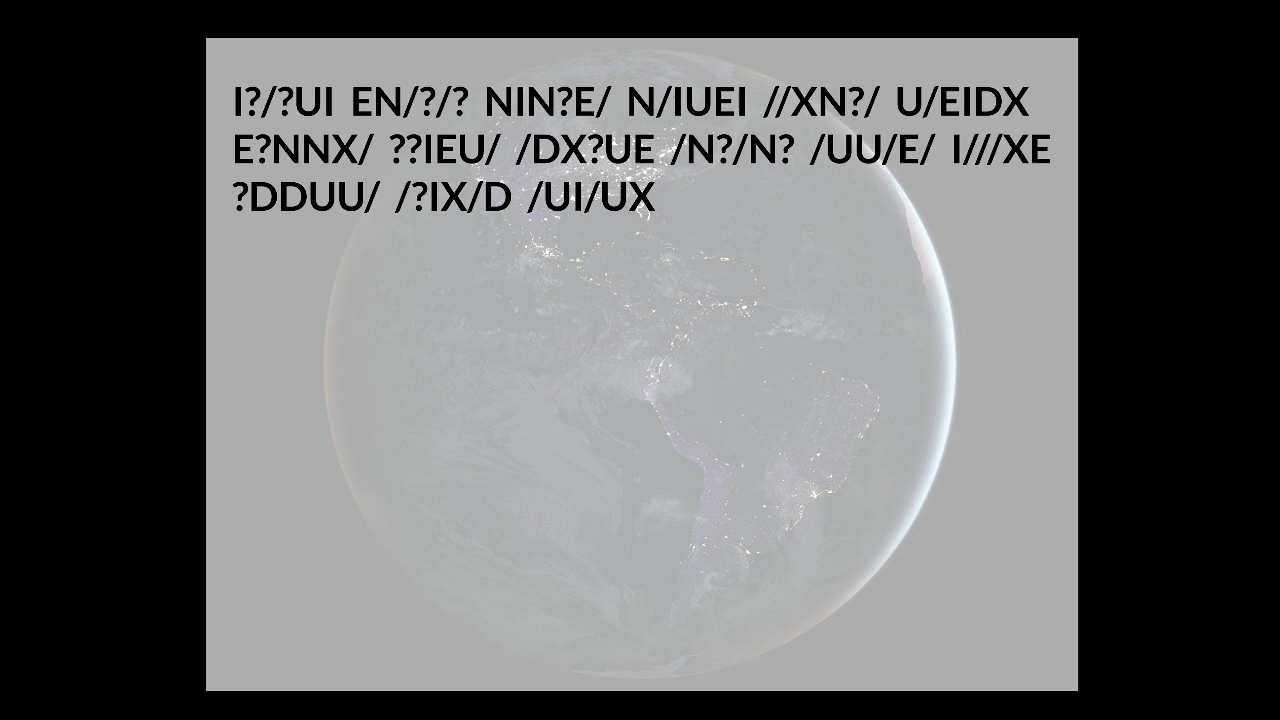 I?/?UI EN/?/? NIN?E/ N/IUEI //XN?/ U/EIDX
E?NNX/ ??IEU/ /DX?UE /N?/N? /UU/E/ I///XE
?DDUU/ /?IX/D /UI/UX